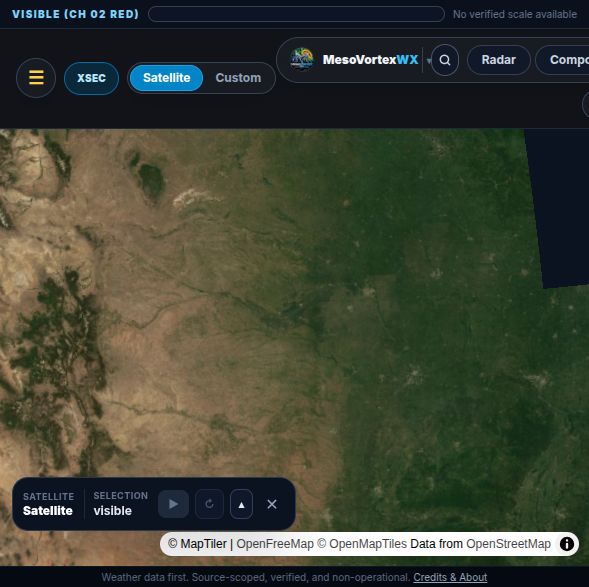 VISIBLE (CH 02 RED) No verified scale available
XSEC Satellite Custom MesoVortexWX Radar Compo
SATELLITE SELECTION
Satellite visible
© MapTiler | OpenFreeMap © OpenMapTiles Data from OpenStreetMap
Weather data first. Source-scoped, verified, and non-operational. Credits & About